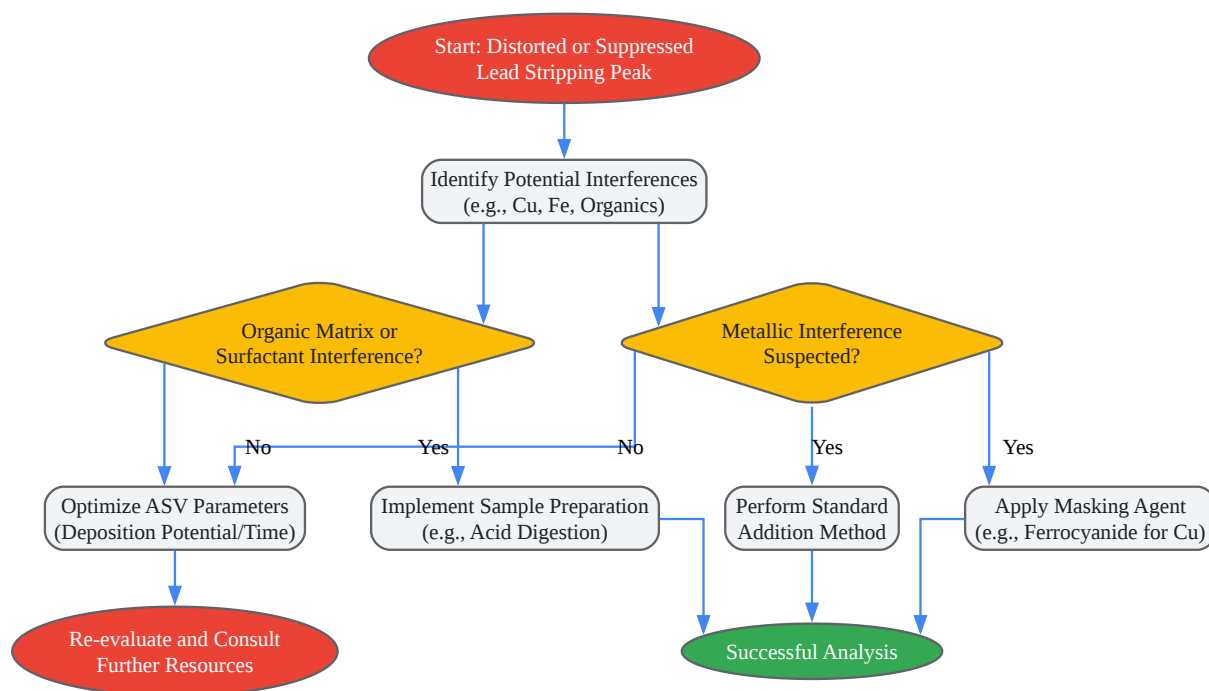 Start: Distorted or Suppressed
Lead Stripping Peak
Identify Potential Interferences
(e.g., Cu, Fe, Organics)
Organic Matrix or
Surfactant Interference?
Metallic Interference
Suspected?
No
Yes
No
Yes
Yes
Optimize ASV Parameters
(Deposition Potential/Time)
Implement Sample Preparation
(e.g., Acid Digestion)
Perform Standard
Addition Method
Apply Masking Agent
(e.g., Ferrocyanide for Cu)
Re-evaluate and Consult
Further Resources
Successful Analysis